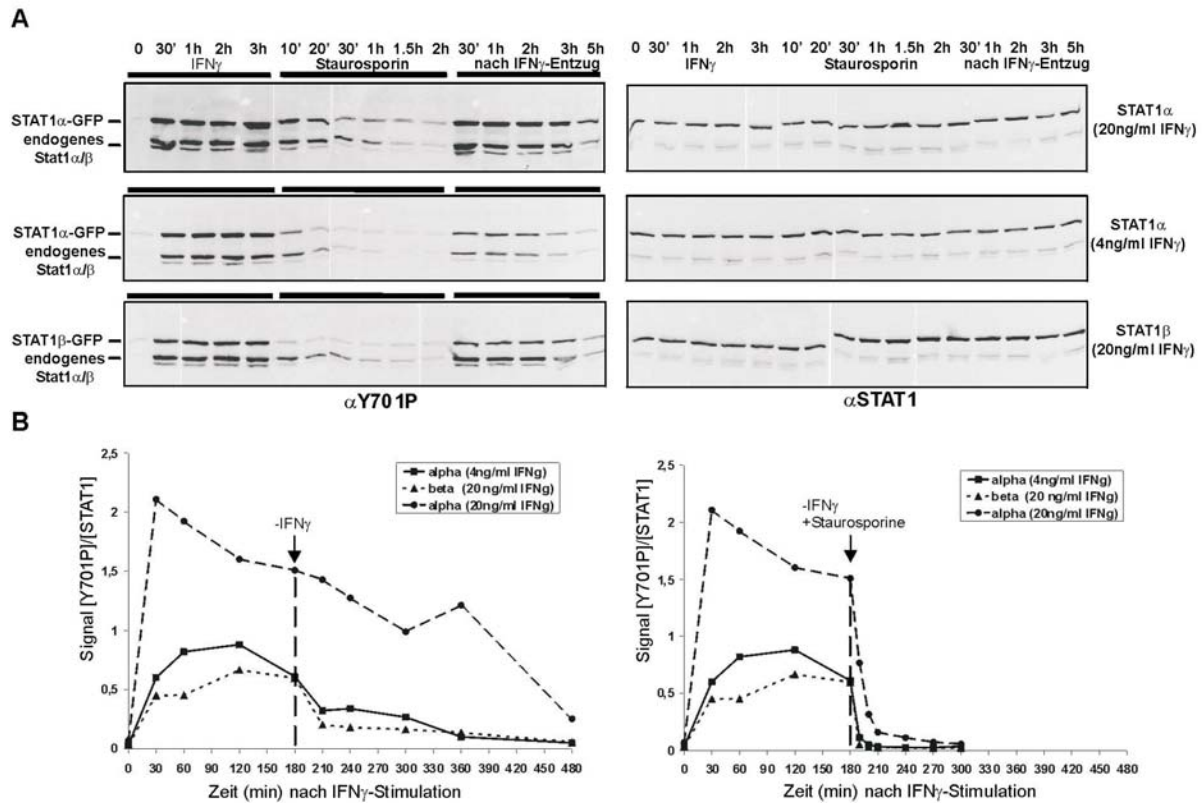 A
0 30' 1h 2h 3h 10' 20' 30' 1h 1.5h 2h 30' 1h 2h 3h 5h
IFNγ Staurosporin nach IFNγ-Entzug
0 30' 1h 2h 3h 10' 20' 30' 1h 1.5h 2h 30' 1h 2h 3h 5h
IFNγ Staurosporin nach IFNγ-Entzug
STAT1α-GFP
endogenes
Stat1α/β
STAT1α
(20ng/ml IFNγ)
STAT1α-GFP
endogenes
Stat1α/β
STAT1α
(4ng/ml IFNγ)
STAT1β-GFP
endogenes
Stat1α/β
STAT1β
(20ng/ml IFNγ)
αY701P
αSTAT1
B
Signal [Y701P]/[STAT1]
2,5
2
1,5
1
0,5
0
alpha (4ng/ml IFNg)
beta (20 ng/ml IFNg)
alpha (20ng/ml IFNg)
-IFNγ
0 30 60 90 120 150 180 210 240 270 300 330 360 390 420 450 480
Zeit (min) nach IFNγ-Stimulation
Signal [Y701P]/[STAT1]
2,5
2
1,5
1
0,5
0
alpha (4ng/ml IFNg)
beta (20 ng/ml IFNg)
alpha (20ng/ml IFNg)
-IFNγ
+Staurosporine
0 30 60 90 120 150 180 210 240 270 300 330 360 390 420 450 480
Zeit (min) nach IFNγ-Stimulation